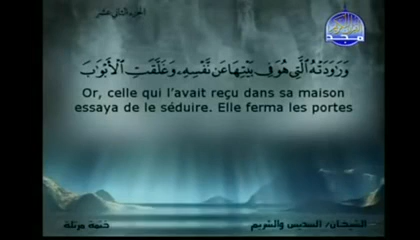 الجزء الثاني عشر
المجد
وَرَٰوَدَتْهُ ٱلَّتِى هُوَ فِى بَيْتِهَا عَن نَّفْسِهِۦ وَغَلَّقَتِ ٱلْأَبْوَٰبَ
Or, celle qui l'avait reçu dans sa maison
essaya de le séduire. Elle ferma les portes
الشيخان/ السديس والشريم
ختمة مرتلة